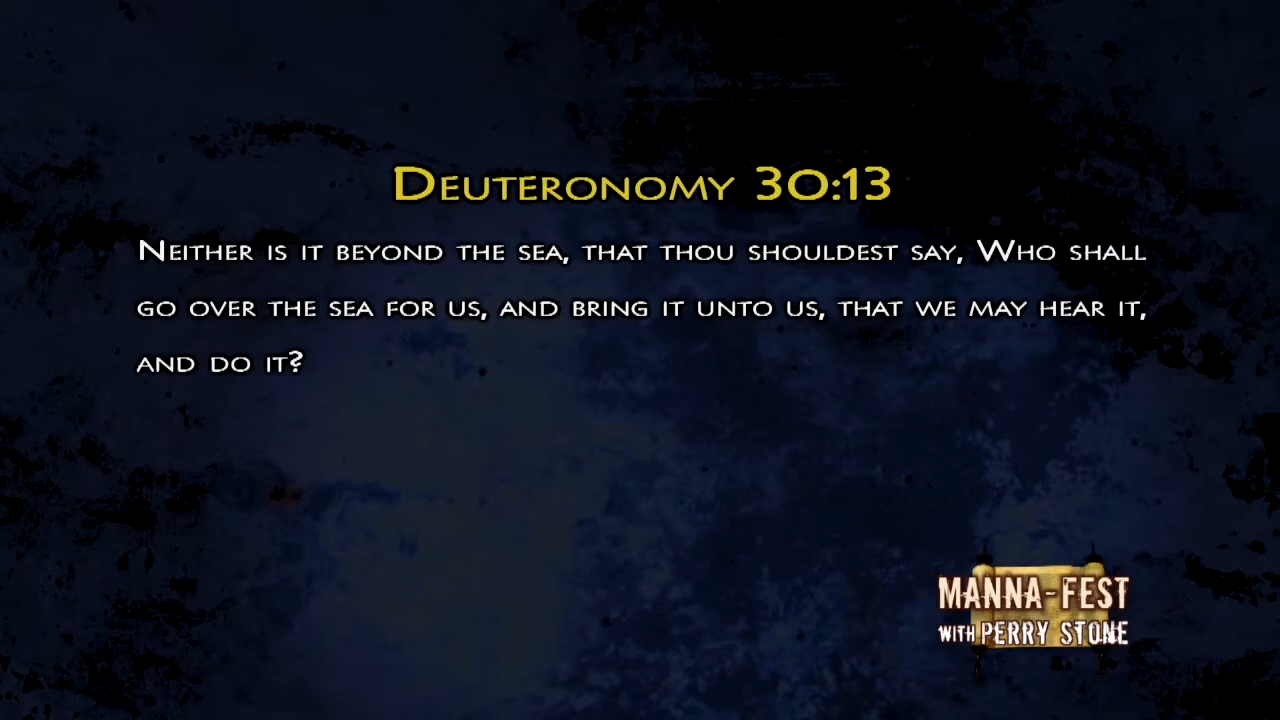 Deuteronomy 30:13
Neither is it beyond the sea, that thou shouldest say, Who shall
go over the sea for us, and bring it unto us, that we may hear it,
and do it?
MANNA-FEST
WITH PERRY STONE